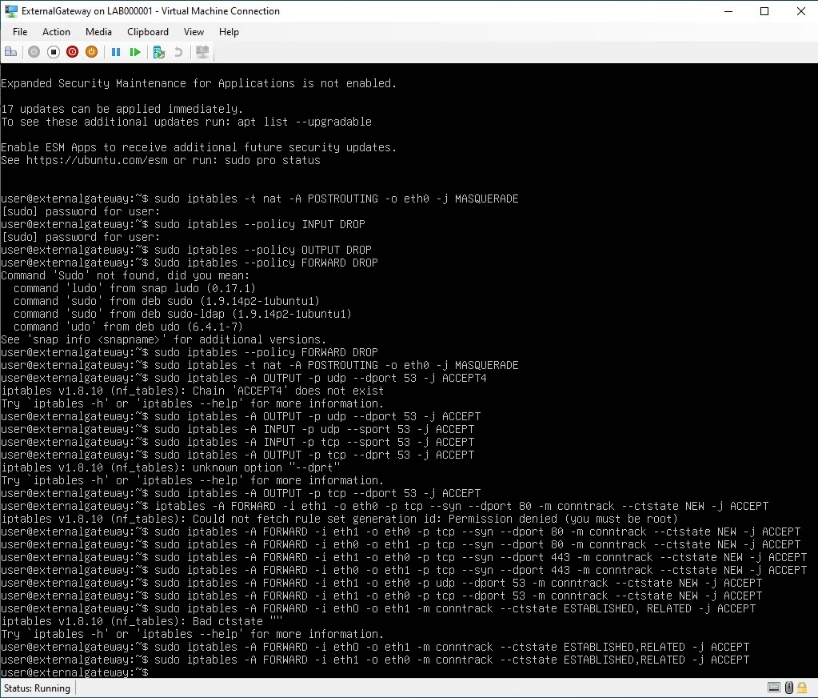 ExternalGateway on LAB000001 - Virtual Machine Connection
File Action Media Clipboard View Help
Expanded Security Maintenance for Applications is not enabled.
17 updates can be applied immediately.
To see these additional updates run: apt list --upgradable
Enable ESM Apps to receive additional future security updates.
See https://ubuntu.com/esm or run: sudo pro status
user@externalgateway:~$ sudo iptables -t nat -A POSTROUTING -o eth0 -j MASQUERADE
[sudo] password for user:
user@externalgateway:~$ sudo iptables --policy INPUT DROP
[sudo] password for user:
user@externalgateway:~$ sudo iptables --policy OUTPUT DROP
user@externalgateway:~$ Sudo iptables --policy FORWARD DROP
Command 'Sudo' not found, did you mean:
command 'ludo' from snap ludo (0.17.1)
command 'sudo' from deb sudo (1.9.14p2-1ubuntu1)
command 'sudo' from deb sudo-ldap (1.9.14p2-1ubuntu1)
command 'udo' from deb udo (6.4.1-7)
See 'snap info <snapname>' for additional versions.
user@externalgateway:~$ sudo iptables --policy FORWARD DROP
user@externalgateway:~$ sudo iptables -t nat -A POSTROUTING -o eth0 -j MASQUERADE
user@externalgateway:~$ sudo iptables -A OUTPUT -p udp --dport 53 -j ACCEPT4
iptables v1.8.10 (nf_tables): Chain 'ACCEPT4' does not exist
Try `iptables -h' or 'iptables --help' for more information.
user@externalgateway:~$ sudo iptables -A OUTPUT -p udp --dport 53 -j ACCEPT
user@externalgateway:~$ sudo iptables -A INPUT -p udp --sport 53 -j ACCEPT
user@externalgateway:~$ sudo iptables -A INPUT -p tcp --sport 53 -j ACCEPT
user@externalgateway:~$ sudo iptables -A OUTPUT -p tcp --dprt 53 -j ACCEPT
iptables v1.8.10 (nf_tables): unknown option "--dprt"
Try `iptables -h' or 'iptables --help' for more information.
user@externalgateway:~$ sudo iptables -A OUTPUT -p tcp --dport 53 -j ACCEPT
user@externalgateway:~$ iptables -A FORWARD -i eth1 -o eth0 -p tcp --syn --dport 80 -m conntrack --ctstate NEW -j ACCEPT
iptables v1.8.10 (nf_tables): Could not fetch rule set generation id: Permission denied (you must be root)
user@externalgateway:~$ sudo iptables -A FORWARD -i eth1 -o eth0 -p tcp --syn --dport 80 -m conntrack --ctstate NEW -j ACCEPT
user@externalgateway:~$ sudo iptables -A FORWARD -i eth0 -o eth1 -p tcp --syn --dport 80 -m conntrack --ctstate NEW -j ACCEPT
user@externalgateway:~$ sudo iptables -A FORWARD -i eth0 -o eth1 -p tcp --syn --dport 443 -m conntrack --ctstate NEW -j ACCEPT
user@externalgateway:~$ sudo iptables -A FORWARD -i eth1 -o eth0 -p tcp --syn --dport 443 -m conntrack --ctstate NEW -j ACCEPT
user@externalgateway:~$ sudo iptables -A FORWARD -i eth1 -o eth0 -p udp --dport 53 -m conntrack --ctstate NEW -j ACCEPT
user@externalgateway:~$ sudo iptables -A FORWARD -i eth1 -o eth0 -p tcp --dport 53 -m conntrack --ctstate NEW -j ACCEPT
user@externalgateway:~$ sudo iptables -A FORWARD -i eth0 -o eth1 -m conntrack --ctstate ESTABLISHED, RELATED -j ACCEPT
iptables v1.8.10 (nf_tables): Bad ctstate ""
Try `iptables -h' or 'iptables --help' for more information.
user@externalgateway:~$ sudo iptables -A FORWARD -i eth0 -o eth1 -m conntrack --ctstate ESTABLISHED,RELATED -j ACCEPT
user@externalgateway:~$ sudo iptables -A FORWARD -i eth1 -o eth0 -m conntrack --ctstate ESTABLISHED,RELATED -j ACCEPT
user@externalgateway:~$
Status: Running